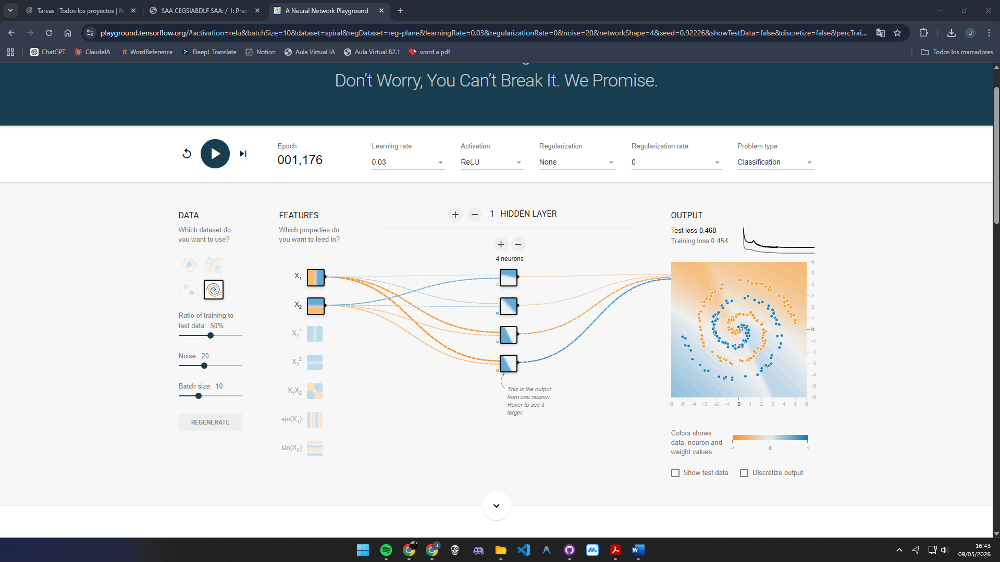 Tareas | Todos los proyectos | N
SAA CEGSIABDLF SAA: / 1: Prac
A Neural Network Playground
playground.tensorflow.org/#activation=relu&batchSize=10&dataset=spiral&regDataset=reg-plane&learningRate=0.03&regularizationRate=0&noise=20&networkShape=4&seed=0.92226&showTestData=false&discretize=false&percTrai...
J
ChatGPT
ClaudeIA
WordReference
DeepL Translate
Notion
Aula Virtual IA
Aula Virtual B2.1
word a pdf
Todos los marcadores
Don't Worry, You Can't Break It. We Promise.
Epoch
001,176
Learning rate
0.03
Activation
ReLU
Regularization
None
Regularization rate
0
Problem type
Classification
DATA
Which dataset do
you want to use?
Ratio of training to
test data: 50%
Noise: 20
Batch size: 10
REGENERATE
FEATURES
Which properties do
you want to feed in?
X1
X2
X1²
X2²
X1X2
sin(X1)
sin(X2)
+ − 1 HIDDEN LAYER
+ −
4 neurons
This is the output
from one neuron.
Hover to see it
larger.
OUTPUT
Test loss 0.468
Training loss 0.454
6
5
4
3
2
1
0
-1
-2
-3
-4
-5
-6
-6 -5 -4 -3 -2 -1 0 1 2 3 4 5 6
Colors shows
data, neuron and
weight values.
-1 0 1
Show test data
Discretize output
16:43
09/05/2026